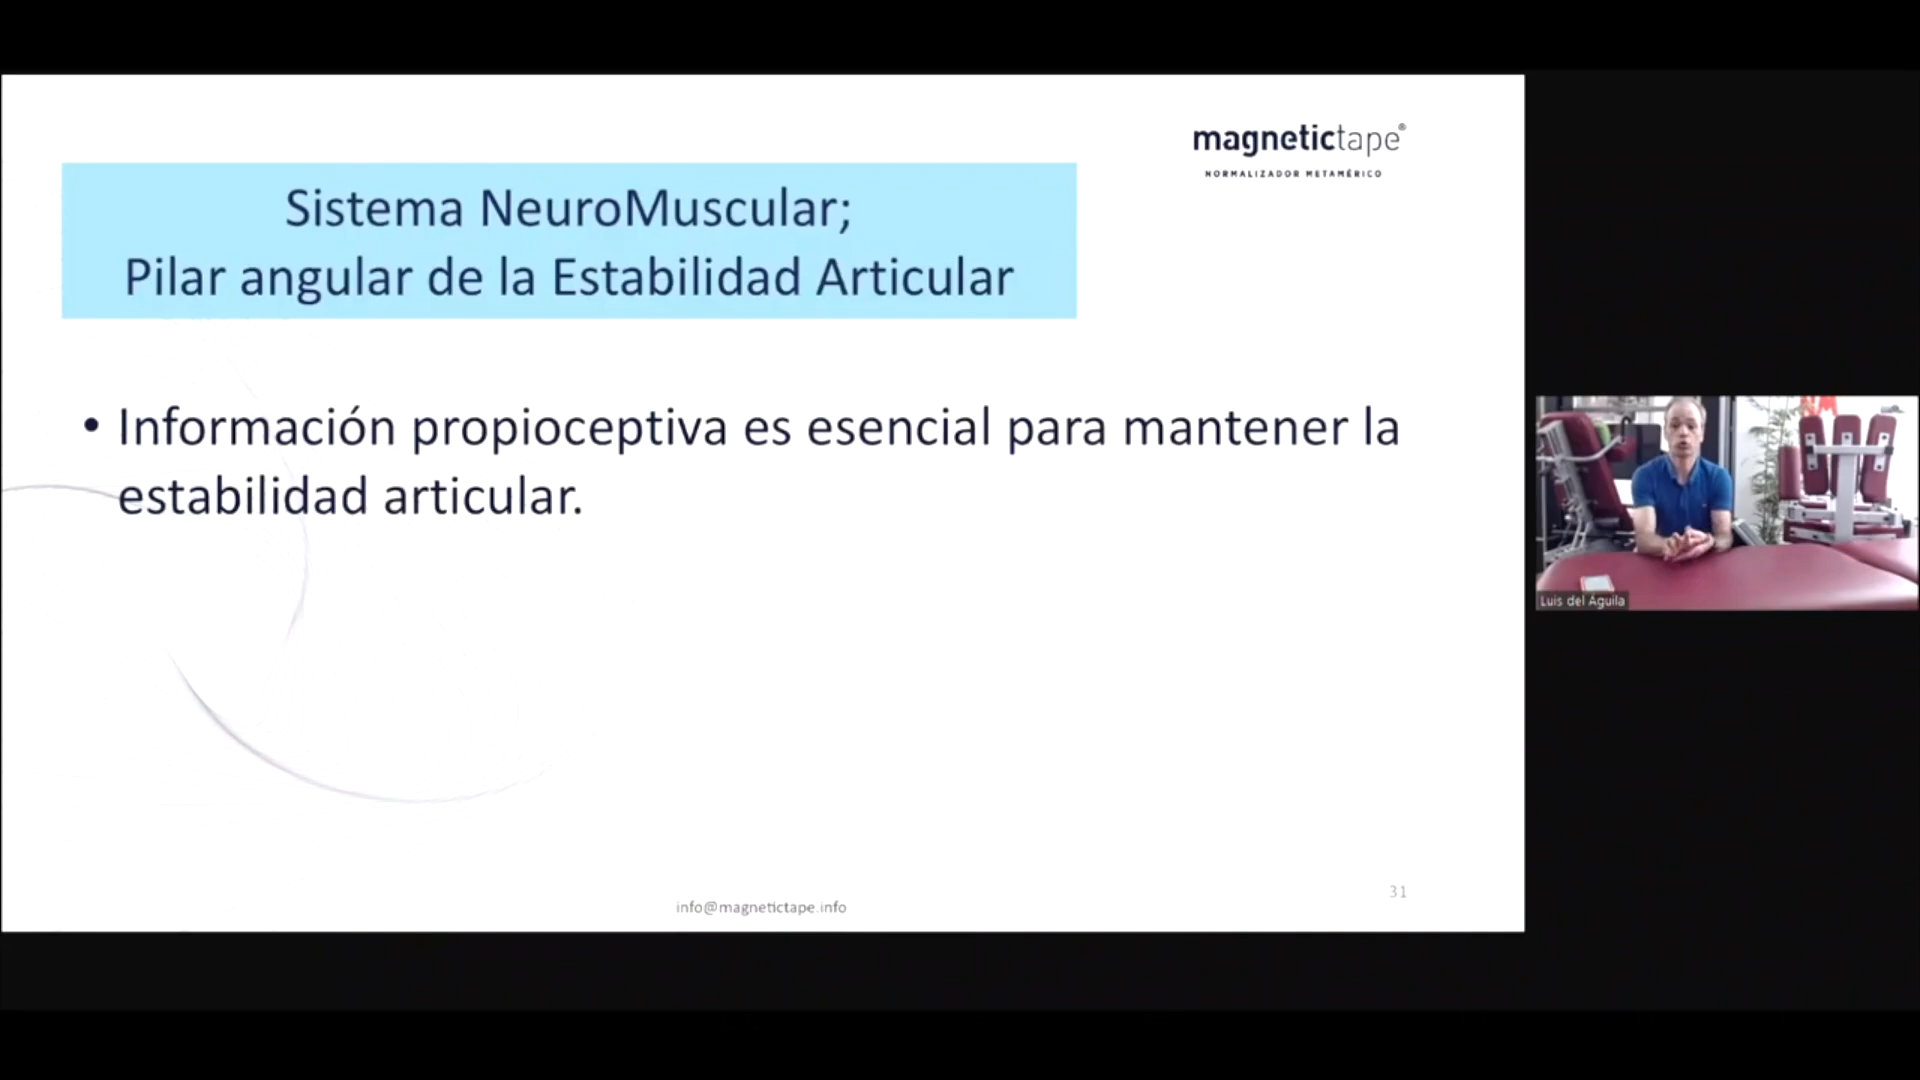 magnetictape®
NORMALIZADOR METAMÉRICO
Sistema NeuroMuscular;
Pilar angular de la Estabilidad Articular
• Información propioceptiva es esencial para mantener la
estabilidad articular.
Luis del Águila
31
info@magnetictape.info